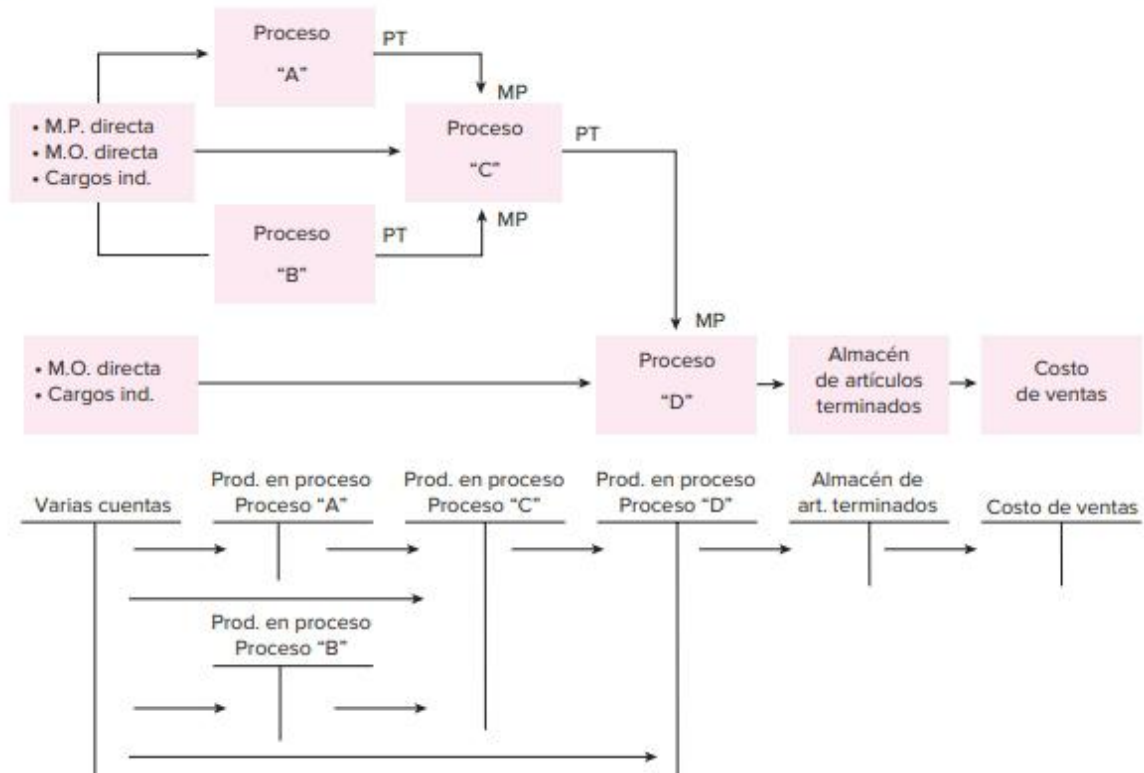 Proceso
"A"
PT
MP
• M.P. directa
• M.O. directa
• Cargos ind.
Proceso
"C"
PT
MP
Proceso
"B"
PT
MP
• M.O. directa
• Cargos ind.
Proceso
"D"
Almacén
de artículos
terminados
Costo
de ventas
Varias cuentas
Prod. en proceso
Proceso "A"
Prod. en proceso
Proceso "C"
Prod. en proceso
Proceso "D"
Almacén de
art. terminados
Costo de ventas
Prod. en proceso
Proceso "B"